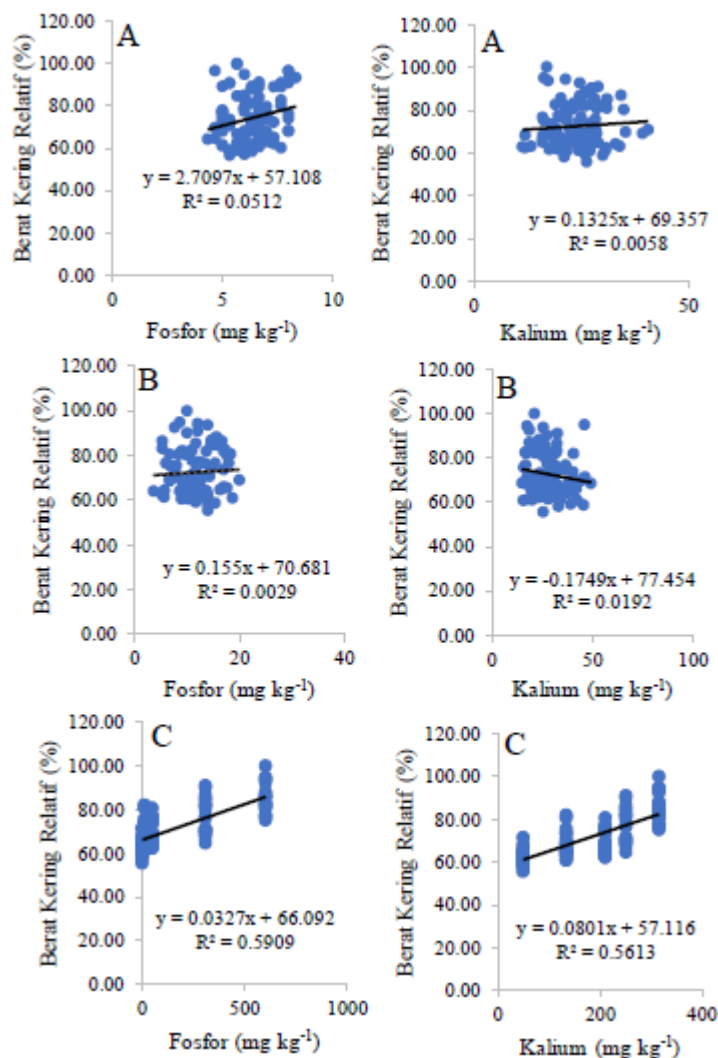 A
Berat Kering Relatif (%)
120.00
100.00
80.00
60.00
40.00
20.00
0.00
y = 2.7097x + 57.108
R² = 0.0512
0
5
10
Fosfor (mg kg⁻¹)
A
Berat Kering Rlatif (%)
120.00
100.00
80.00
60.00
40.00
20.00
0.00
y = 0.1325x + 69.357
R² = 0.0058
0
50
Kalium (mg kg⁻¹)
B
Berat Kering Relatif (%)
120.00
100.00
80.00
60.00
40.00
20.00
0.00
y = 0.155x + 70.681
R² = 0.0029
0
20
40
Fosfor (mg kg⁻¹)
B
Berat Kering Relatif (%)
120.00
100.00
80.00
60.00
40.00
20.00
0.00
y = -0.1749x + 77.454
R² = 0.0192
0
50
100
Kalium (mg kg⁻¹)
C
Berat Kering Relatif (%)
120.00
100.00
80.00
60.00
40.00
20.00
0.00
y = 0.0327x + 66.092
R² = 0.5909
0
500
1000
Fosfor (mg kg⁻¹)
C
Berat Kering Relatif (%)
120.00
100.00
80.00
60.00
40.00
20.00
0.00
y = 0.0801x + 57.116
R² = 0.5613
0
200
400
Kalium (mg kg⁻¹)